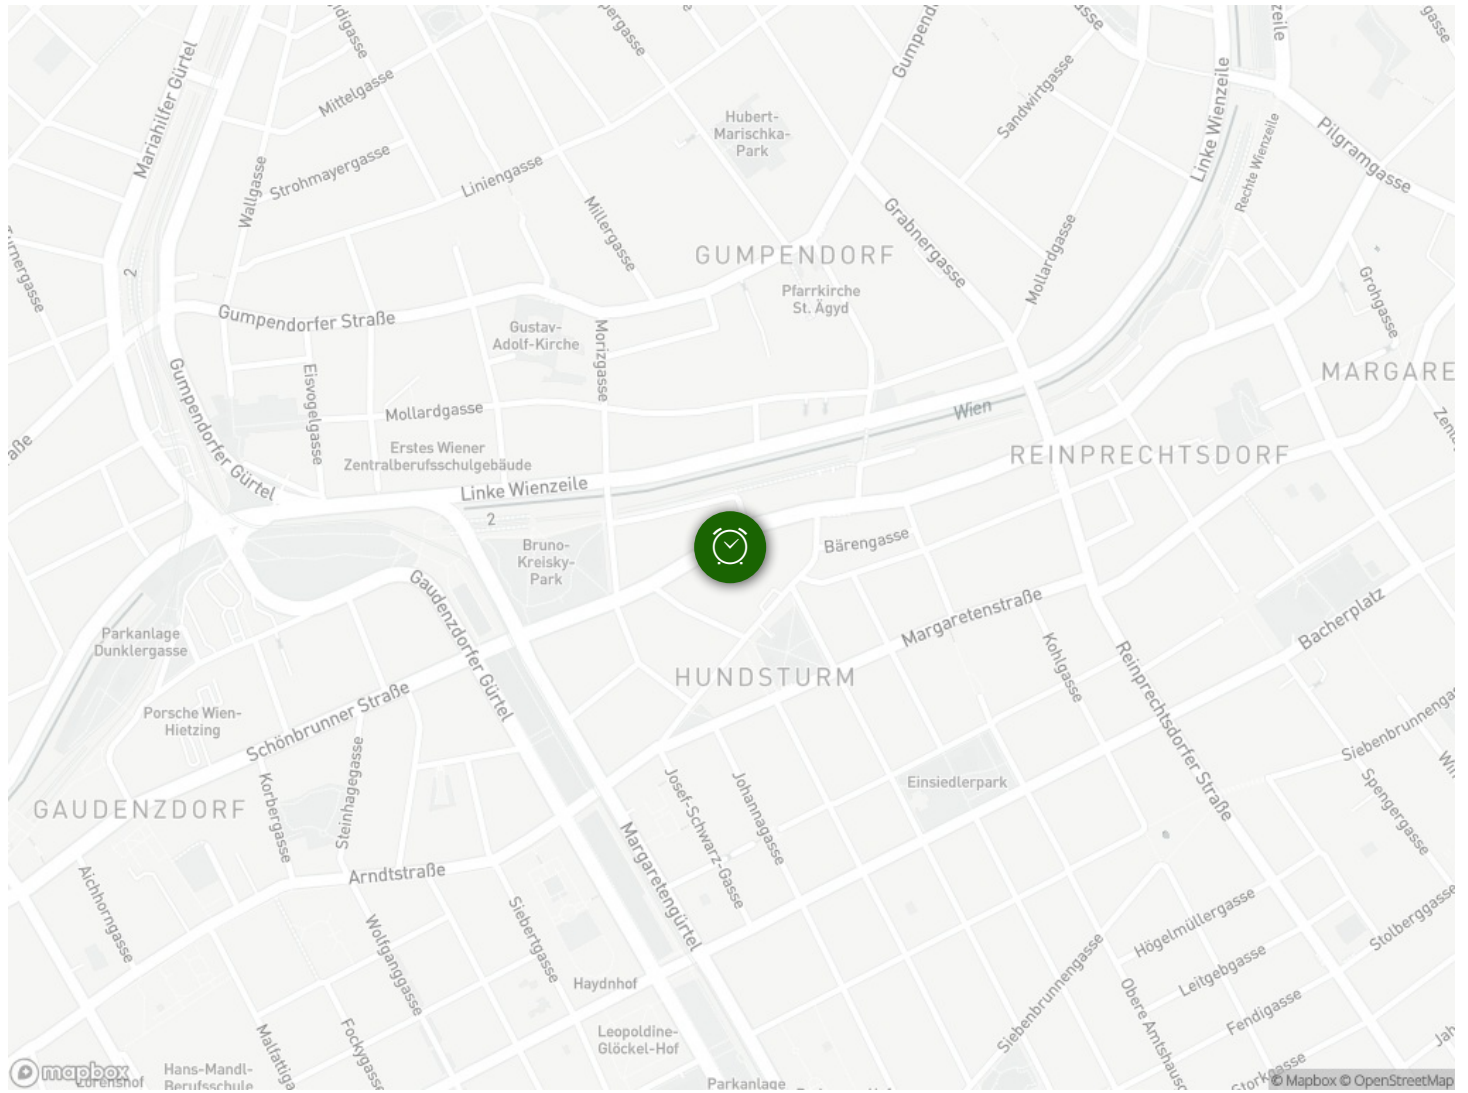 Mariahilfer Gürtel
Mittelgasse
Strohmayergasse
Wallgasse
Liniengasse
Millergasse
Hubert-
Marischka-
Park
Sandwirtgasse
Linke Wienzeile
Rechte Wienzeile
Pilgramgasse
Grabnergasse
Mollardgasse
GUMPENDORF
Pfarrkirche
St. Ägyd
Grohgasse
2
Gumpendorfer Straße
Gustav-
Adolf-Kirche
Morizgasse
MARGARE
Gumpendorfer Gürtel
Eisvogelgasse
Mollardgasse
Wien
Erstes Wiener
Zentralberufsschulgebäude
REINPRECHTSDORF
Linke Wienzeile
2
Bruno-
Kreisky-
Park
Bärengasse
Gaudenzdorfer Gürtel
Margaretenstraße
Bacherplatz
Parkanlage
Dunklergasse
Kohlgasse
HUNDSTURM
Reinprechtsdorfer Straße
Porsche Wien-
Hietzing
Schönbrunner Straße
Siebenbrunnenga
Steinhagegasse
Korbergasse
Josef-Schwarz-Gasse
Johannagasse
Einsiedlerpark
Spengergasse
GAUDENZDORF
Margaretengürtel
Arndtstraße
Aichhorngasse
Siebertgasse
Wolfganggasse
Högelmüllergasse
Stolberggasse
Leitgebgasse
Siebenbrunnengasse
Haydnhof
Fendigasse
Obere Amtshausg
Leopoldine-
Glöckel-Hof
Fockygasse
Malfattiga
Hans-Mandl-
Berufsschule
Parkanlage
mapbox
© Mapbox © OpenStreetMap